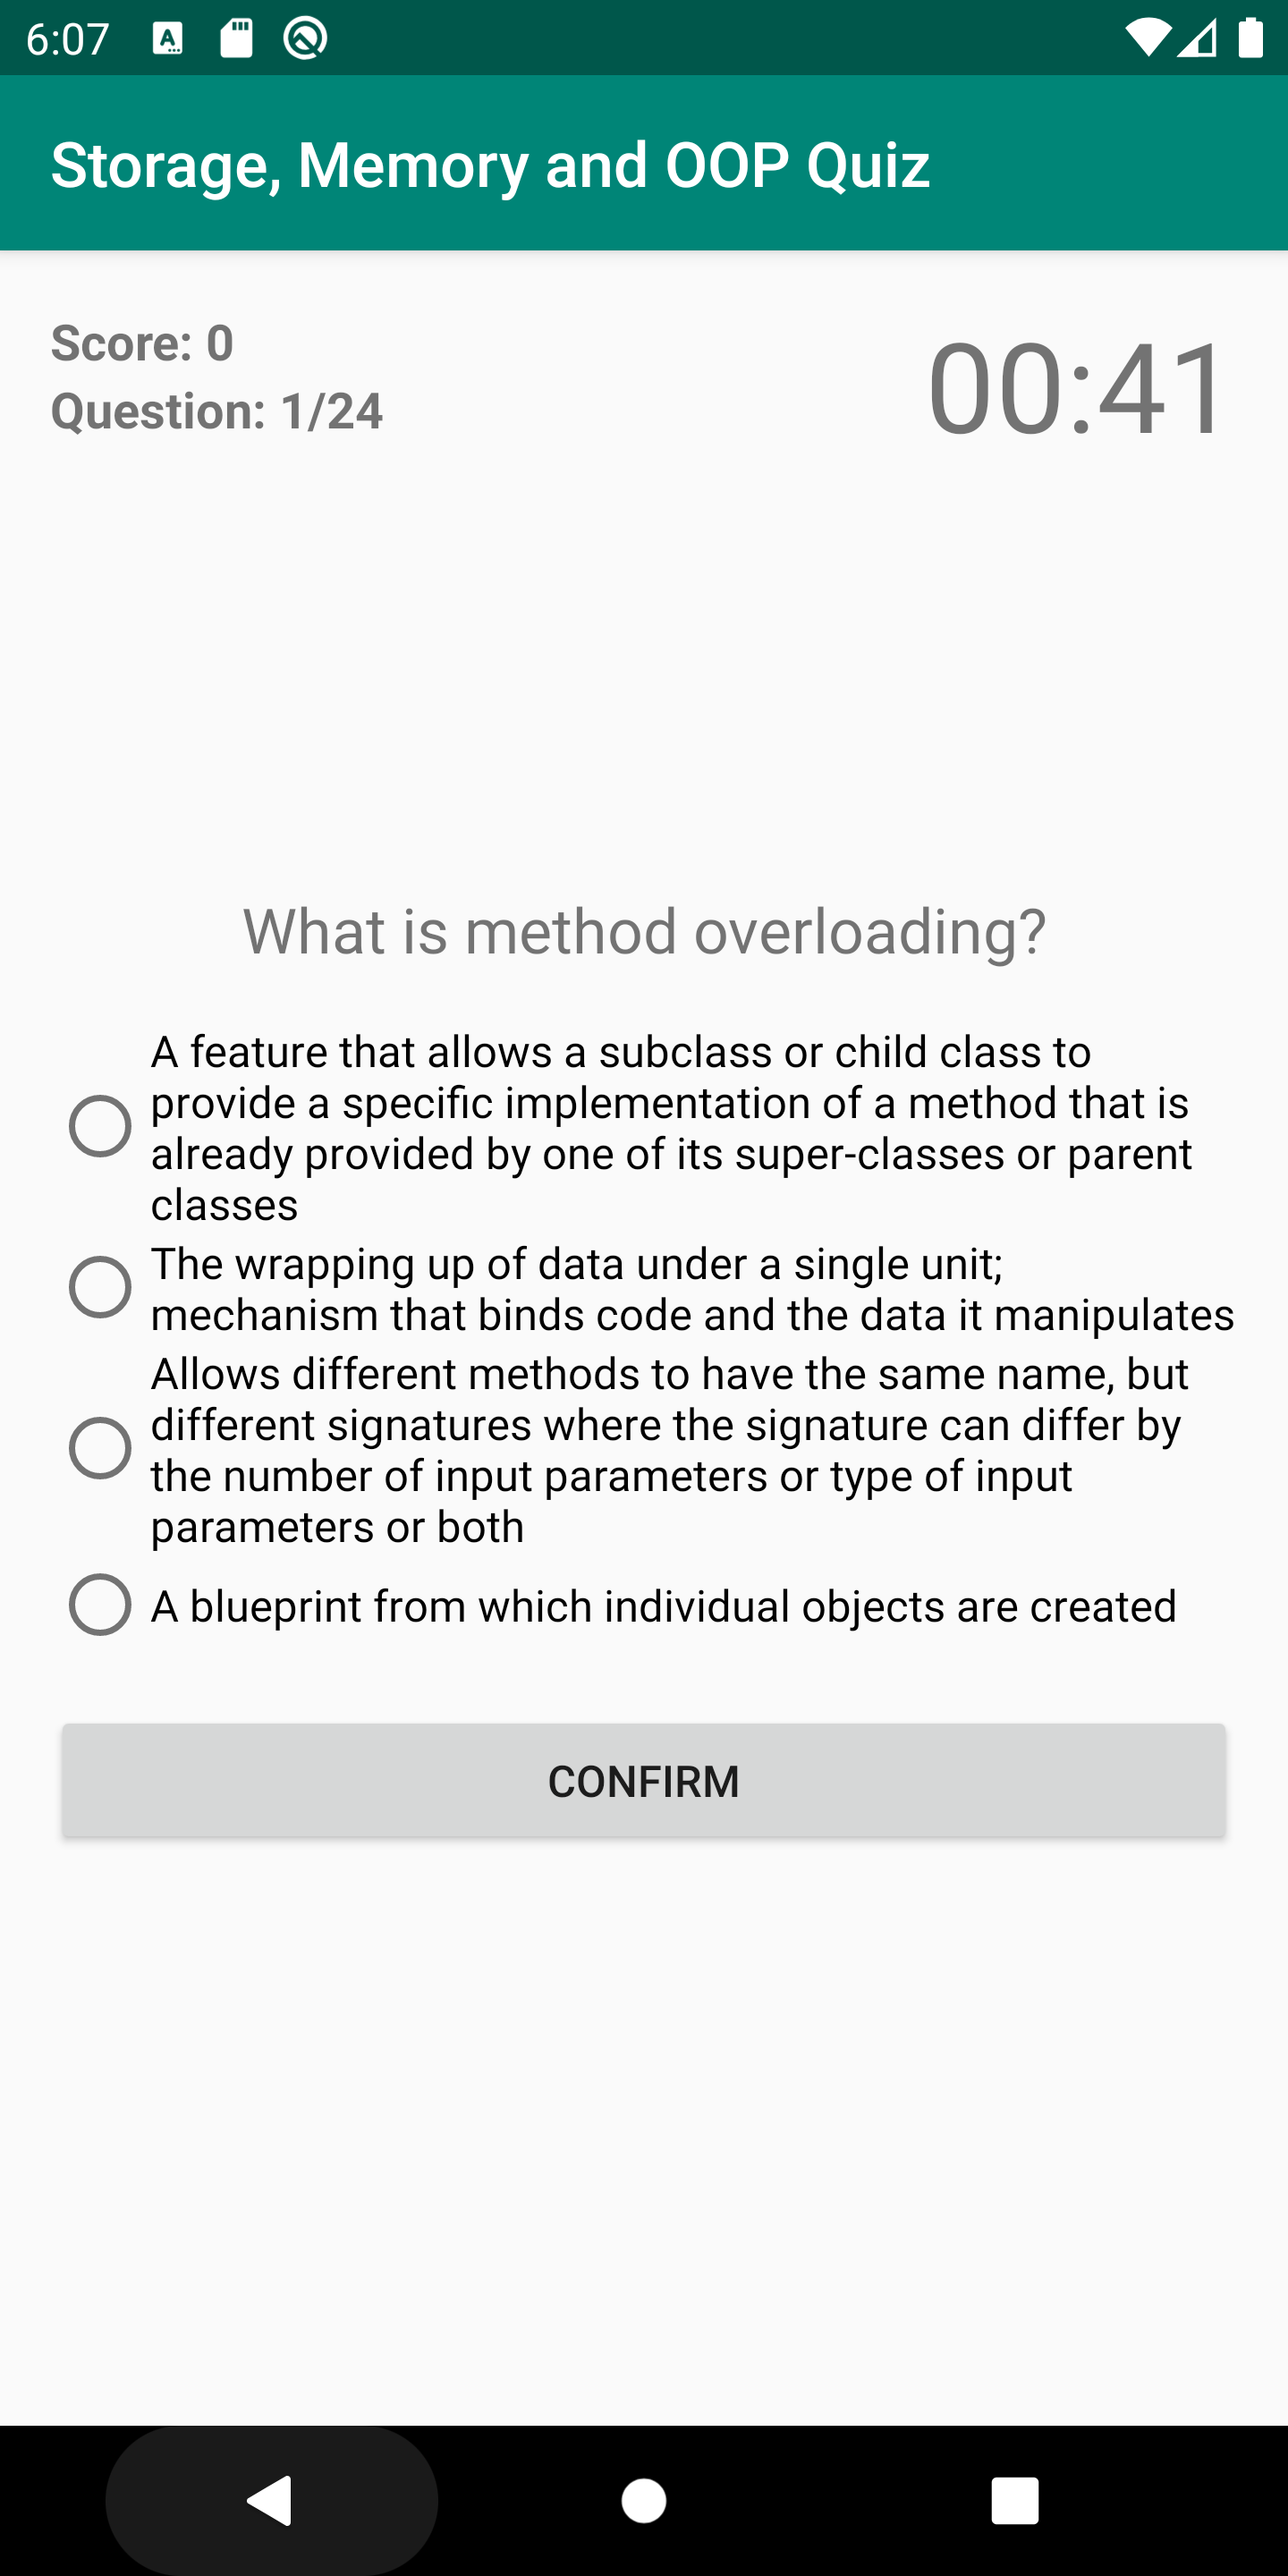 6:07
Storage, Memory and OOP Quiz
Score: 0
Question: 1/24
00:41
What is method overloading?
A feature that allows a subclass or child class to
provide a specific implementation of a method that is
already provided by one of its super-classes or parent
classes
The wrapping up of data under a single unit;
mechanism that binds code and the data it manipulates
Allows different methods to have the same name, but
different signatures where the signature can differ by
the number of input parameters or type of input
parameters or both
A blueprint from which individual objects are created
CONFIRM